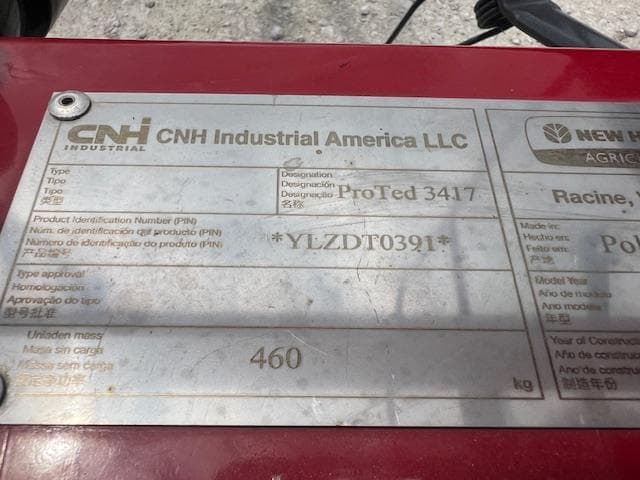 CNH
INDUSTRIAL
CNH Industrial America LLC
NEW H
AGRIC
Type
Tipo
Tipo
类型
Designation
Designación
Designação
名称
ProTed 3417
Racine,
Product Identification Number (PIN)
Núm. de identificación del producto (PIN)
Número de identificação do produto (PIN)
产品编号
*YLZDT0391*
Made in:
Hecho en:
Feito em:
产地
Pol
Type approval
Homologación
Aprovação do tipo
型号批准
Model Year
Año de modelo
Ano modelo
年型
Unladen mass
Masa sin carga
Massa sem carga
460
kg
Year of Constructi
Año de construc
Ano de construc
制造年份